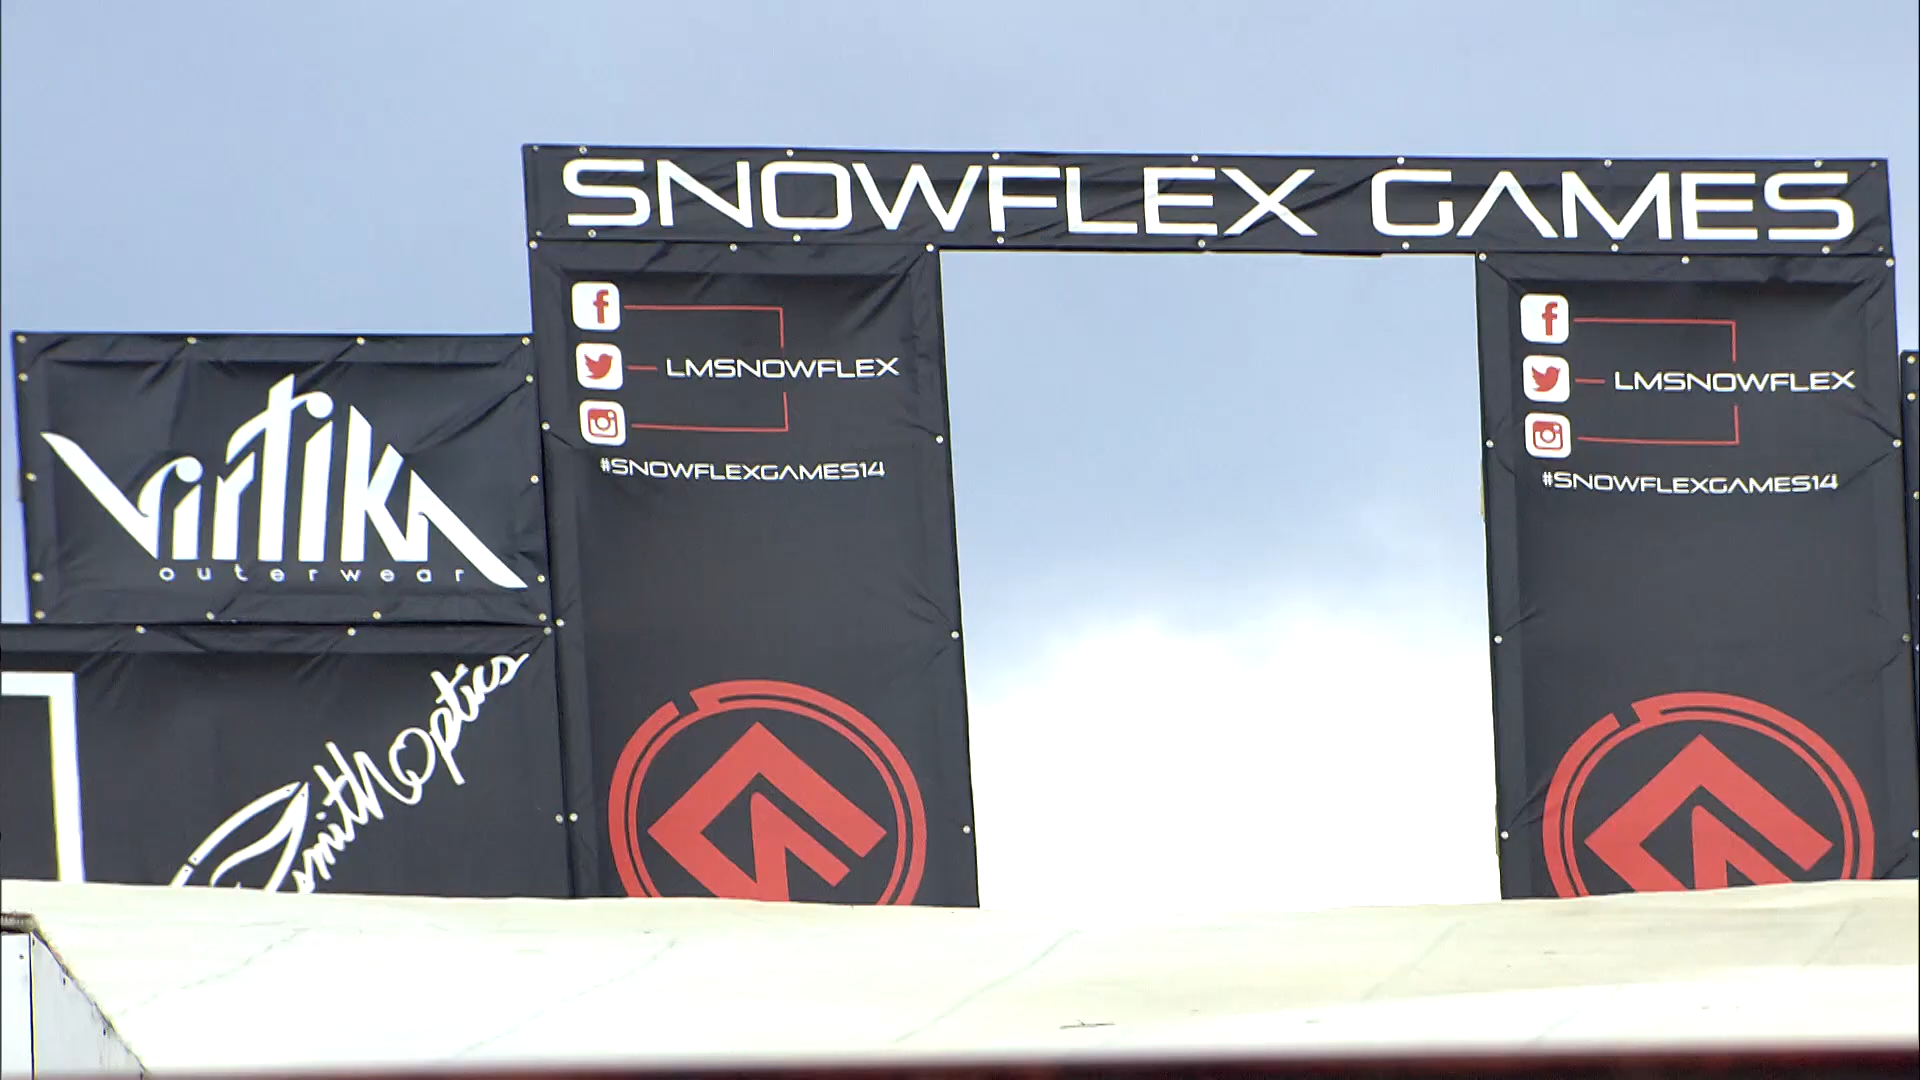 SNOWFLEX GAMES
LMSNOWFLEX
#SNOWFLEXGAMES14
LMSNOWFLEX
#SNOWFLEXGAMES14
virtika
outerwear
Smith Optics